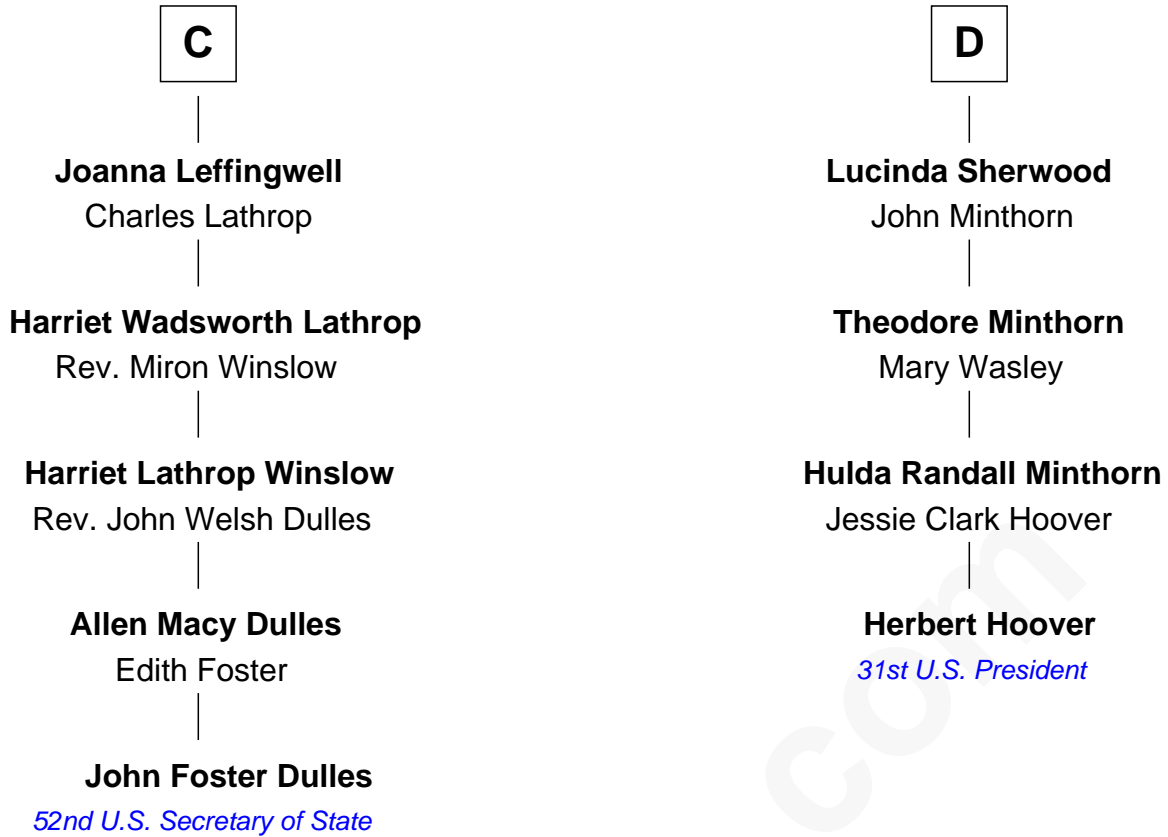 C
Joanna Leffingwell
Charles Lathrop
Harriet Wadsworth Lathrop
Rev. Miron Winslow
Harriet Lathrop Winslow
Rev. John Welsh Dulles
Allen Macy Dulles
Edith Foster
John Foster Dulles
52nd U.S. Secretary of State
D
Lucinda Sherwood
John Minthorn
Theodore Minthorn
Mary Wasley
Hulda Randall Minthorn
Jessie Clark Hoover
Herbert Hoover
31st U.S. President
com